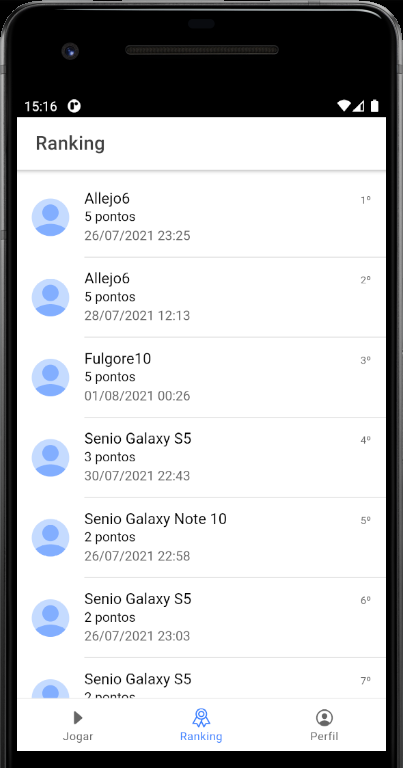 15:16
Ranking
Allejo6
1º
5 pontos
26/07/2021 23:25
Allejo6
2º
5 pontos
28/07/2021 12:13
Fulgore10
3º
5 pontos
01/08/2021 00:26
Senio Galaxy S5
4º
3 pontos
30/07/2021 22:43
Senio Galaxy Note 10
5º
2 pontos
26/07/2021 22:58
Senio Galaxy S5
6º
2 pontos
26/07/2021 23:03
Senio Galaxy S5
7º
2 pontos
Jogar
Ranking
Perfil